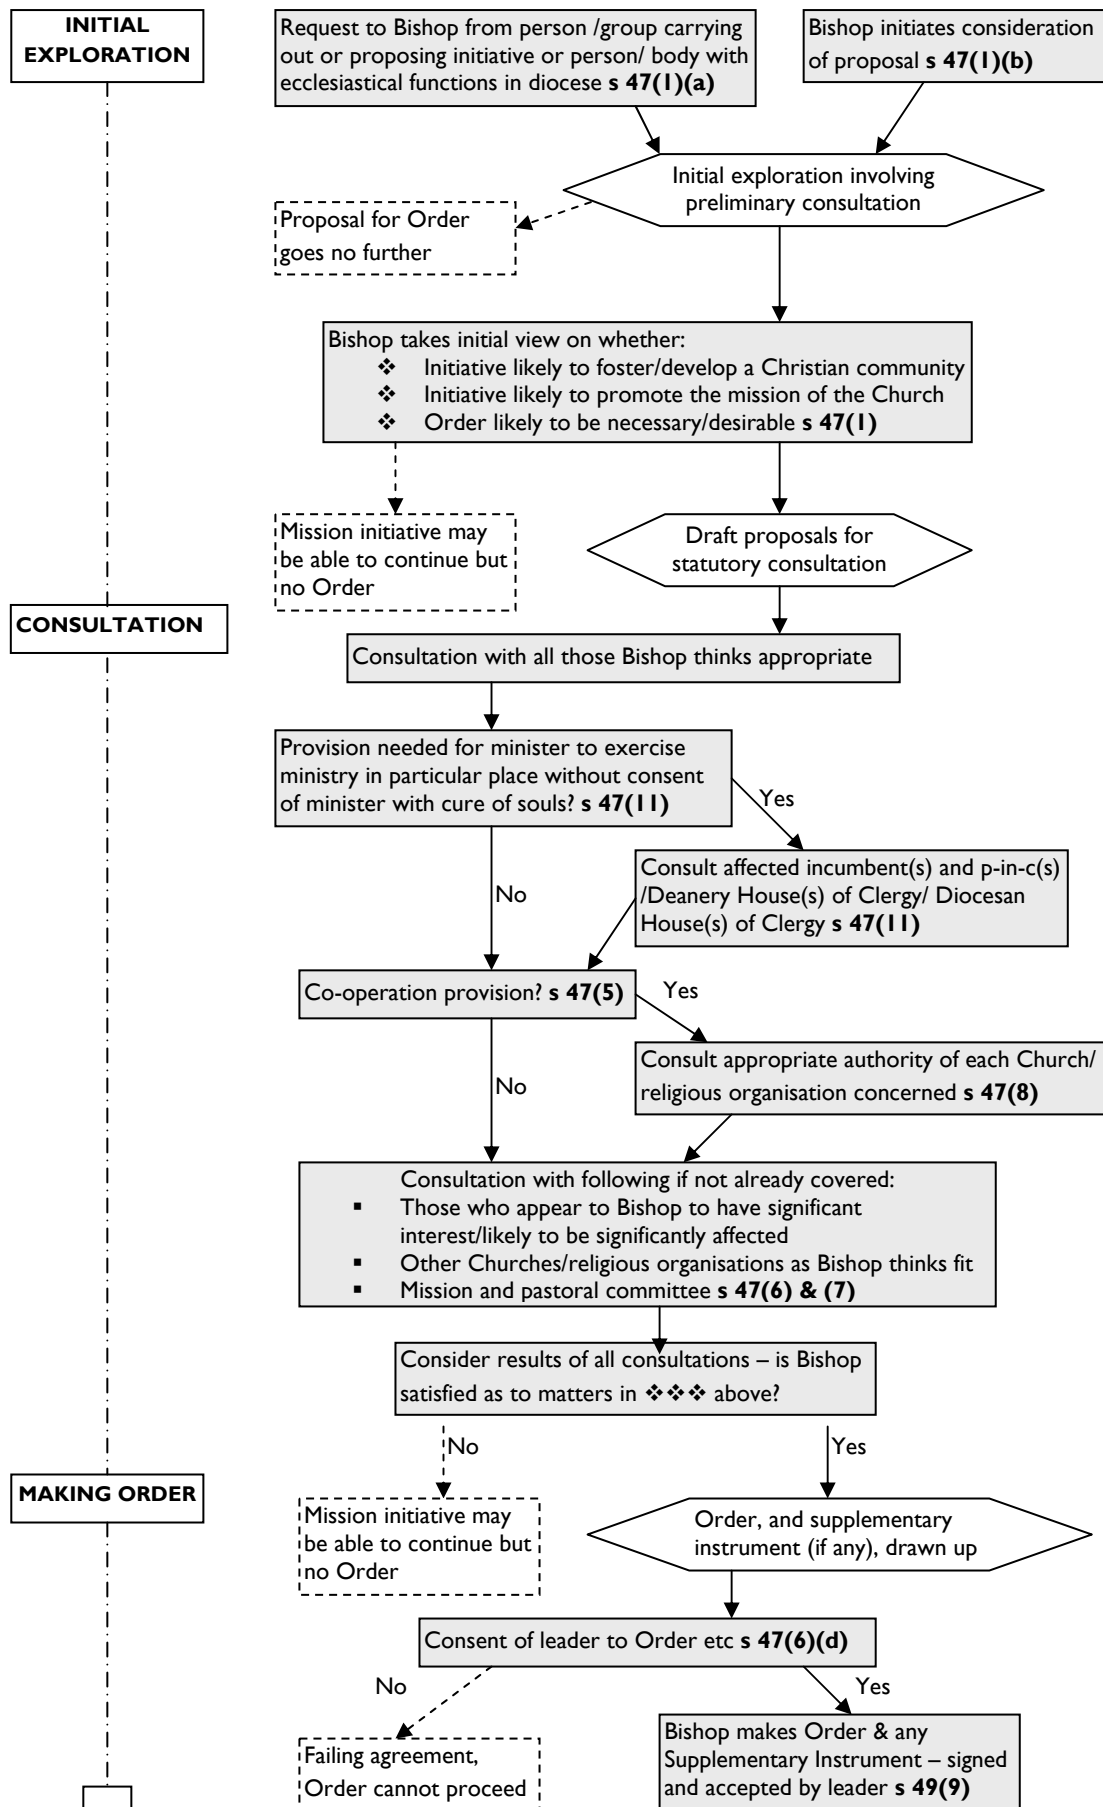 INITIAL
EXPLORATION
Request to Bishop from person /group carrying
out or proposing initiative or person/ body with
ecclesiastical functions in diocese s 47(1)(a)
Bishop initiates consideration
of proposal s 47(1)(b)
Initial exploration involving
preliminary consultation
Proposal for Order
goes no further
Bishop takes initial view on whether:
❖ Initiative likely to foster/develop a Christian community
❖ Initiative likely to promote the mission of the Church
❖ Order likely to be necessary/desirable s 47(1)
Mission initiative may
be able to continue but
no Order
Draft proposals for
statutory consultation
CONSULTATION
Consultation with all those Bishop thinks appropriate
Provision needed for minister to exercise
ministry in particular place without consent
of minister with cure of souls? s 47(11)
Yes
No
Consult affected incumbent(s) and p-in-c(s)
/Deanery House(s) of Clergy/ Diocesan
House(s) of Clergy s 47(11)
Co-operation provision? s 47(5)
Yes
No
Consult appropriate authority of each Church/
religious organisation concerned s 47(8)
Consultation with following if not already covered:
▪ Those who appear to Bishop to have significant
interest/likely to be significantly affected
▪ Other Churches/religious organisations as Bishop thinks fit
▪ Mission and pastoral committee s 47(6) & (7)
Consider results of all consultations – is Bishop
satisfied as to matters in ❖❖❖ above?
No
Yes
MAKING ORDER
Mission initiative may
be able to continue but
no Order
Order, and supplementary
instrument (if any), drawn up
Consent of leader to Order etc s 47(6)(d)
No
Yes
Failing agreement,
Order cannot proceed
Bishop makes Order & any
Supplementary Instrument – signed
and accepted by leader s 49(9)